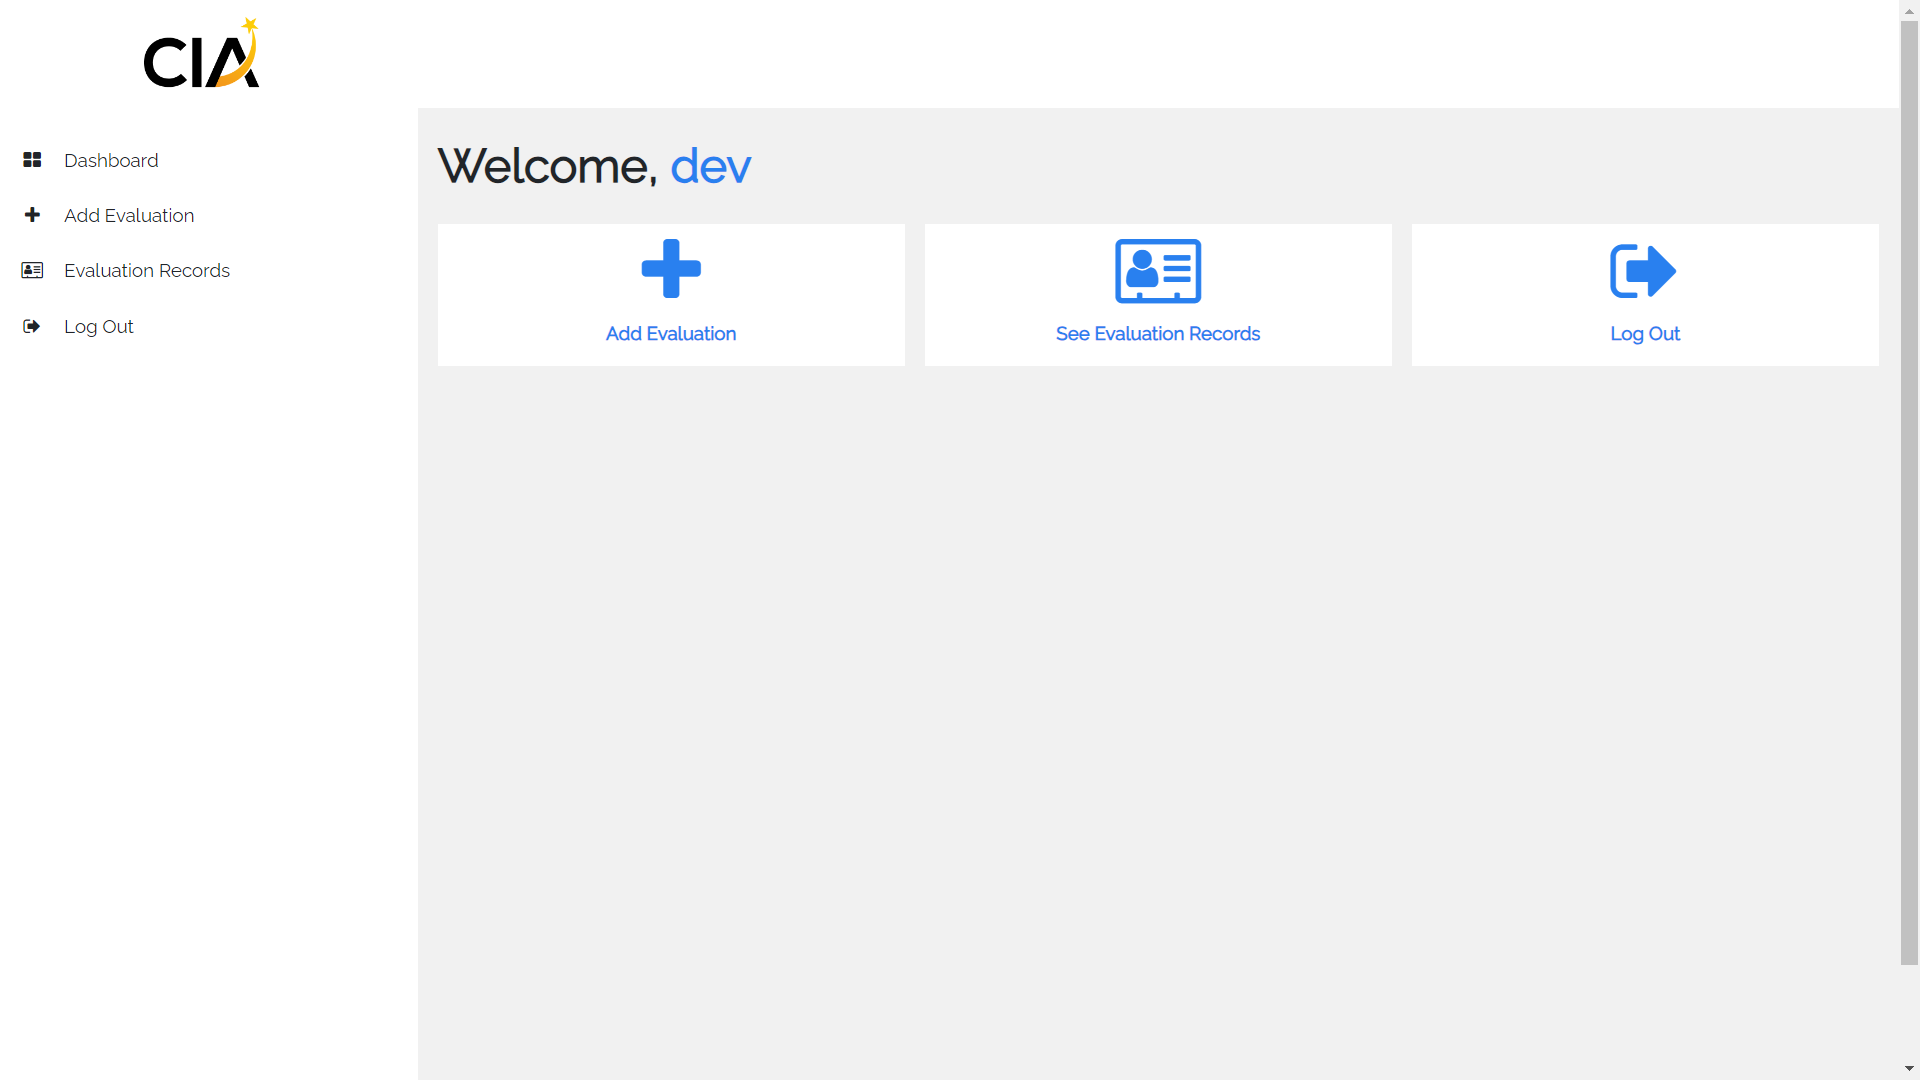 CIA
Dashboard
Add Evaluation
Evaluation Records
Log Out
Welcome, dev
Add Evaluation
See Evaluation Records
Log Out